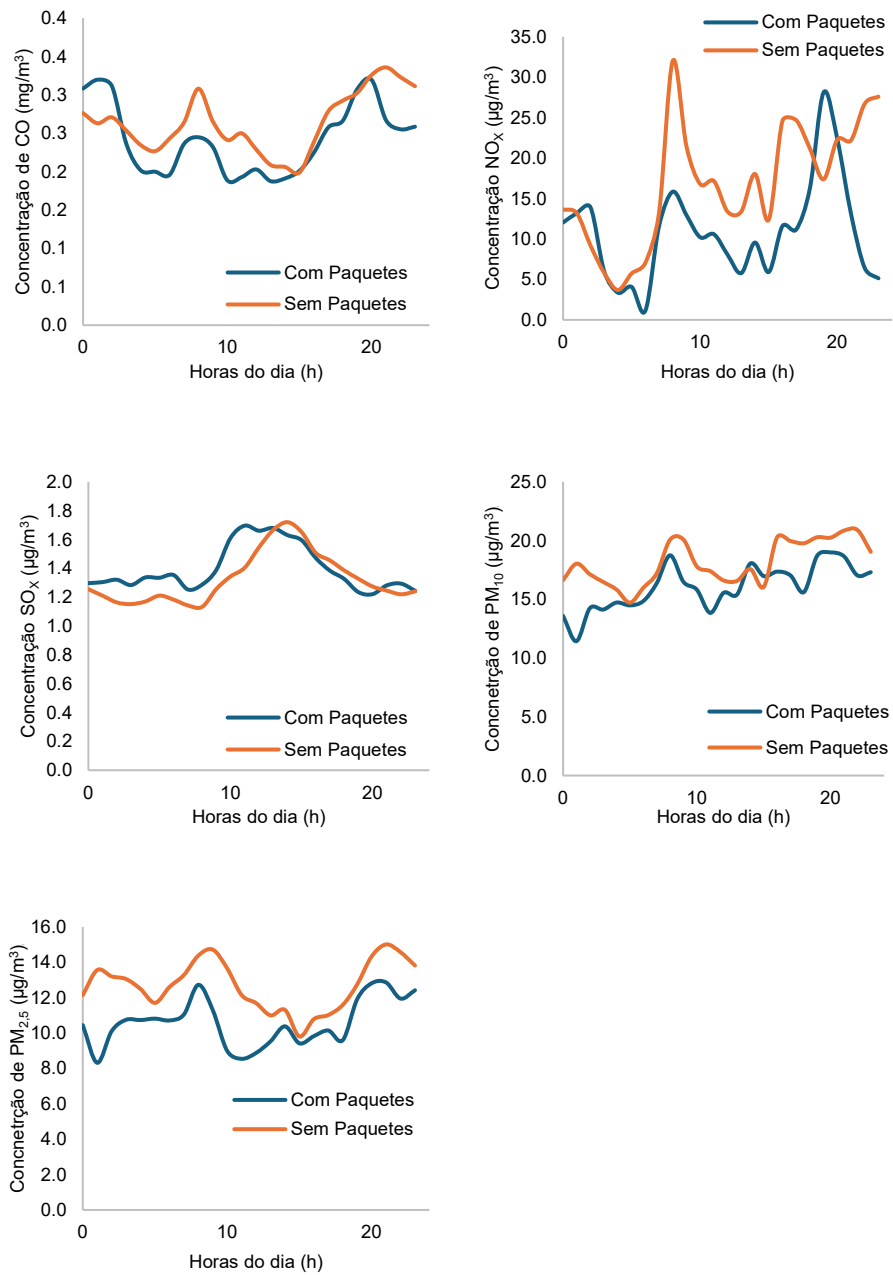 Concentração de CO (mg/m³)
0.4
0.4
0.3
0.3
0.2
0.2
0.1
0.1
0.0
Com Paquetes
Sem Paquetes
0 10 20
Horas do dia (h)
Com Paquetes
Sem Paquetes
Concentração NOX (µg/m³)
35.0
30.0
25.0
20.0
15.0
10.0
5.0
0.0
0 10 20
Horas do dia (h)
Concentração SOX (µg/m³)
2.0
1.8
1.6
1.4
1.2
1.0
0.8
0.6
0.4
0.2
0.0
Com Paquetes
Sem Paquetes
0 10 20
Horas do dia (h)
Concnetrção de PM10 (µg/m³)
25.0
20.0
15.0
10.0
5.0
0.0
Com Paquetes
Sem Paquetes
0 10 20
Horas do dia (h)
Concnetrção de PM2,5 (µg/m³)
16.0
14.0
12.0
10.0
8.0
6.0
4.0
2.0
0.0
Com Paquetes
Sem Paquetes
0 10 20
Horas do dia (h)